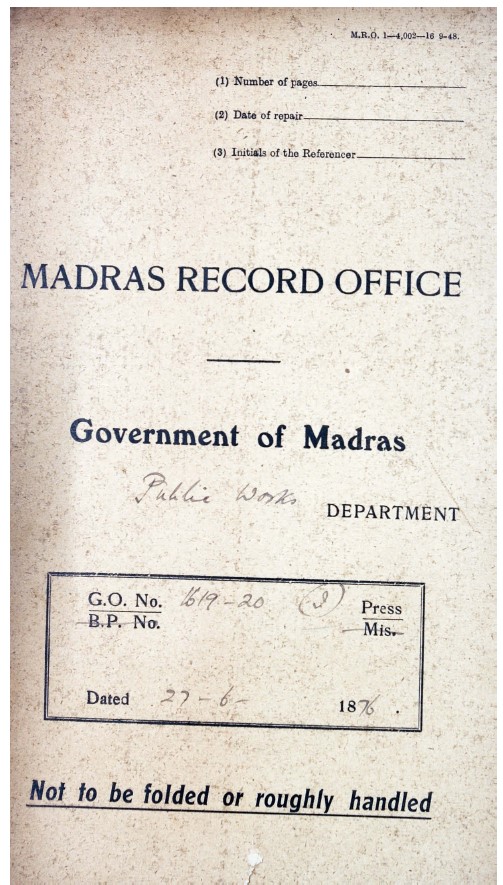 M.R.O. 1—4,002—16 9-48.
(1) Number of pages
(2) Date of repair
(3) Initials of the Referencer
MADRAS RECORD OFFICE
Government of Madras
Public Works
DEPARTMENT
G.O. No. 1619-20 Press
B.P. No. Mis.
Dated 27-6- 1876.
Not to be folded or roughly handled